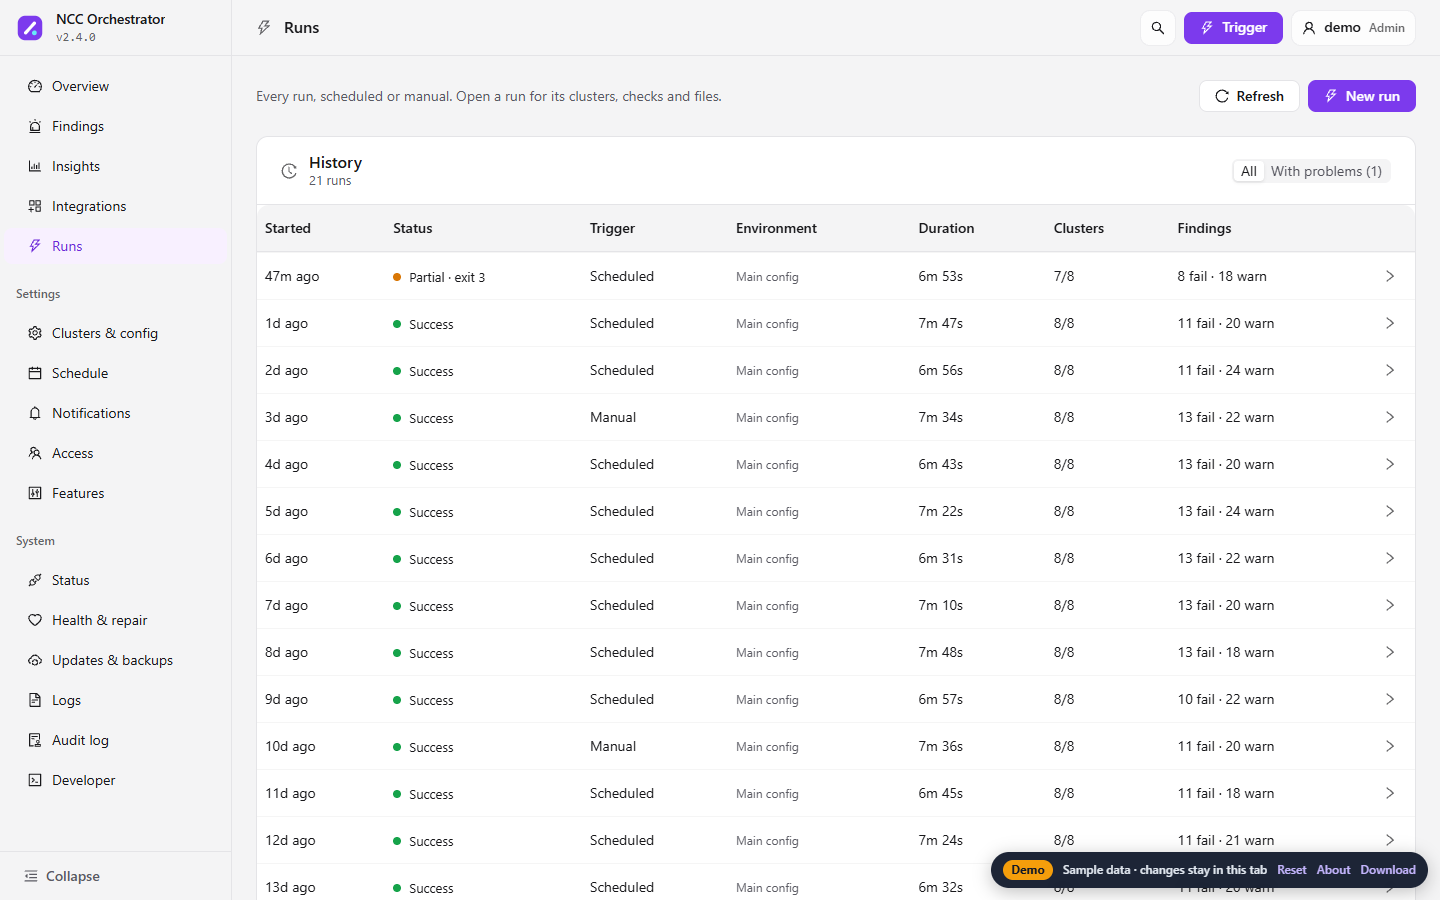 NCC Orchestrator
v2.4.0
Runs
Trigger
demo Admin
Overview
Findings
Insights
Integrations
Runs
Settings
Clusters & config
Schedule
Notifications
Access
Features
System
Status
Health & repair
Updates & backups
Logs
Audit log
Developer
Collapse
Every run, scheduled or manual. Open a run for its clusters, checks and files.
Refresh
New run
History
21 runs
All With problems (1)
Started Status Trigger Environment Duration Clusters Findings
47m ago Partial · exit 3 Scheduled Main config 6m 53s 7/8 8 fail · 18 warn
1d ago Success Scheduled Main config 7m 47s 8/8 11 fail · 20 warn
2d ago Success Scheduled Main config 6m 56s 8/8 11 fail · 24 warn
3d ago Success Manual Main config 7m 34s 8/8 13 fail · 22 warn
4d ago Success Scheduled Main config 6m 43s 8/8 13 fail · 20 warn
5d ago Success Scheduled Main config 7m 22s 8/8 13 fail · 24 warn
6d ago Success Scheduled Main config 6m 31s 8/8 13 fail · 22 warn
7d ago Success Scheduled Main config 7m 10s 8/8 13 fail · 20 warn
8d ago Success Scheduled Main config 7m 48s 8/8 13 fail · 18 warn
9d ago Success Scheduled Main config 6m 57s 8/8 10 fail · 22 warn
10d ago Success Manual Main config 7m 36s 8/8 11 fail · 20 warn
11d ago Success Scheduled Main config 6m 45s 8/8 11 fail · 18 warn
12d ago Success Scheduled Main config 7m 24s 8/8 11 fail · 21 warn
13d ago Success Scheduled Main config 6m 32s
Demo Sample data · changes stay in this tab Reset About Download